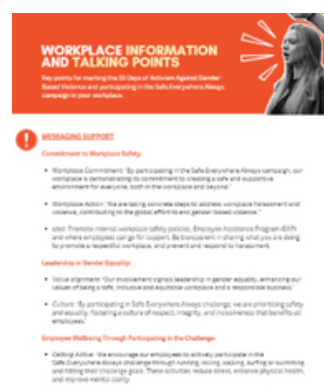 WORKPLACE INFORMATION
AND TALKING POINTS
Key points for marking the 16 Days of Activism Against Gender-
Based Violence and participating in the Safe Everywhere Always
campaign in your workplace.
MESSAGING SUPPORT
Commitment to Workplace Safety:
• Workplace Commitment: "By participating in the Safe Everywhere Always campaign, our
workplace is demonstrating its commitment to creating a safe and supportive
environment for everyone, both in the workplace and beyond."
• Workplace Action: "We are taking concrete steps to address workplace harassment and
violence, contributing to the global effort to end gender-based violence."
• Idea: Promote internal workplace safety policies, Employee Assistance Program (EAP)
and where employees can go for support. Be transparent in sharing what you are doing
to promote a respectful workplace, and prevent and respond to harassment.
Leadership in Gender Equality:
• Value alignment: "Our involvement signals leadership in gender equality, enhancing our
values of being a safe, inclusive and equitable workplace and a responsible business."
• Culture: "By participating in Safe Everywhere Always challenge, we are prioritizing safety
and equality, fostering a culture of respect, integrity, and inclusiveness that benefits all
employees."
Employee Wellbeing Through Participating in the Challenge:
• Getting Active: "We encourage our employees to actively participate in the
Safe Everywhere Always challenge through running, rolling, walking, surfing or swimming
and hitting their challenge goals. These activities reduce stress, enhance physical health,
and improve mental clarity.